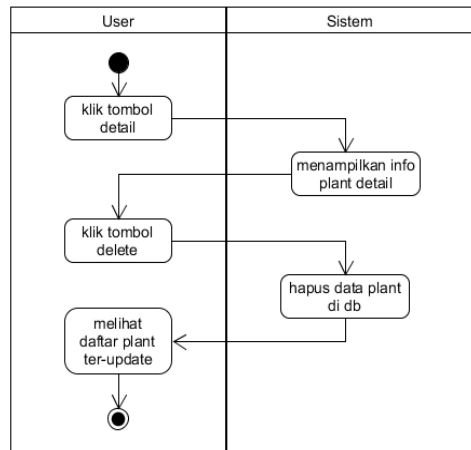 User
Sistem
klik tombol
detail
menampilkan info
plant detail
klik tombol
delete
hapus data plant
di db
melihat
daftar plant
ter-update